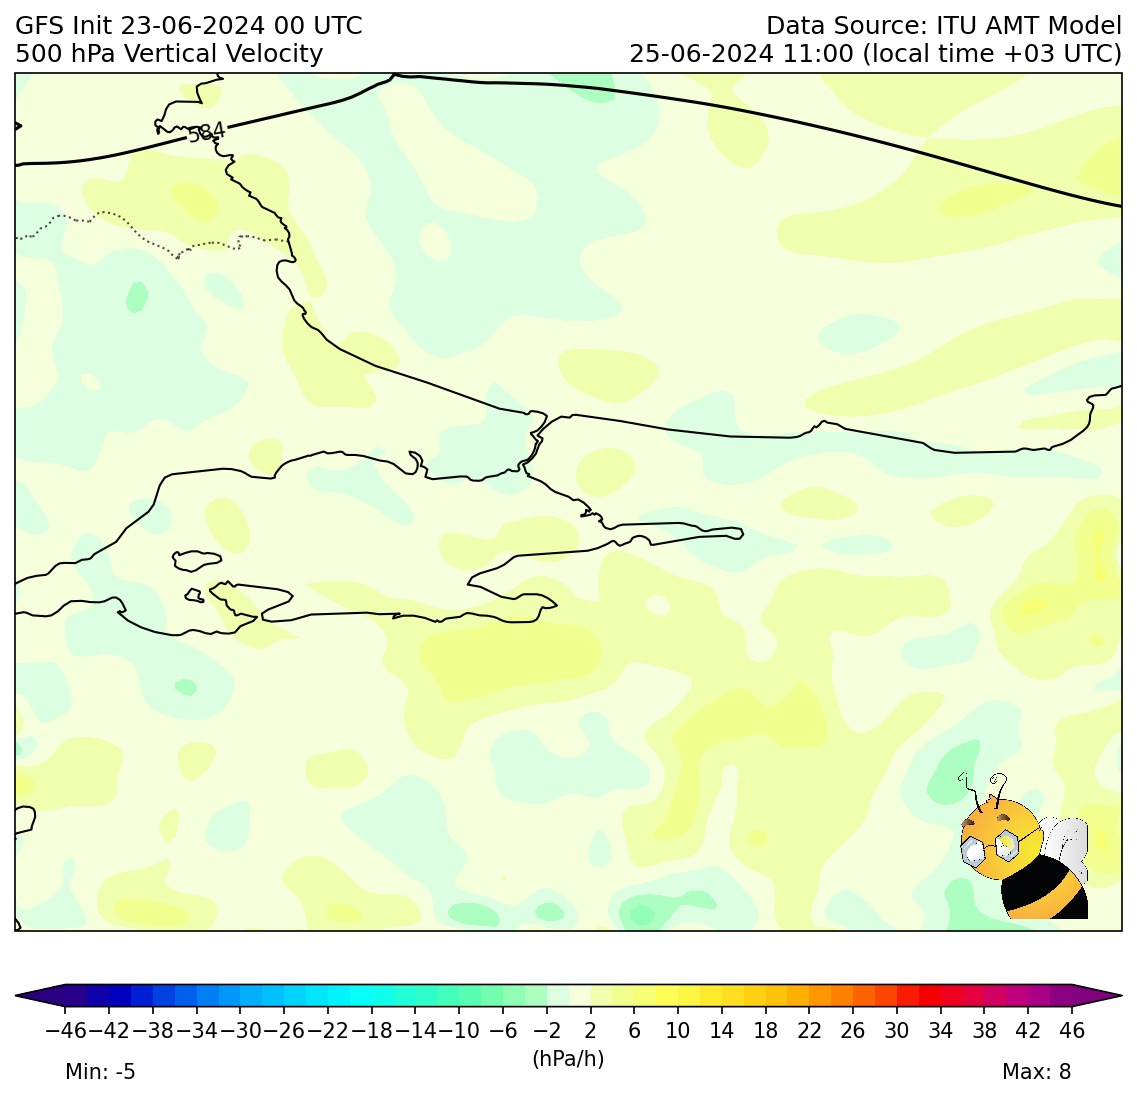 GFS Init 23-06-2024 00 UTC
500 hPa Vertical Velocity
Data Source: ITU AMT Model
25-06-2024 11:00 (local time +03 UTC)
584
−46 −42 −38 −34 −30 −26 −22 −18 −14 −10 −6 −2 2 6 10 14 18 22 26 30 34 38 42 46
(hPa/h)
Min: -5
Max: 8